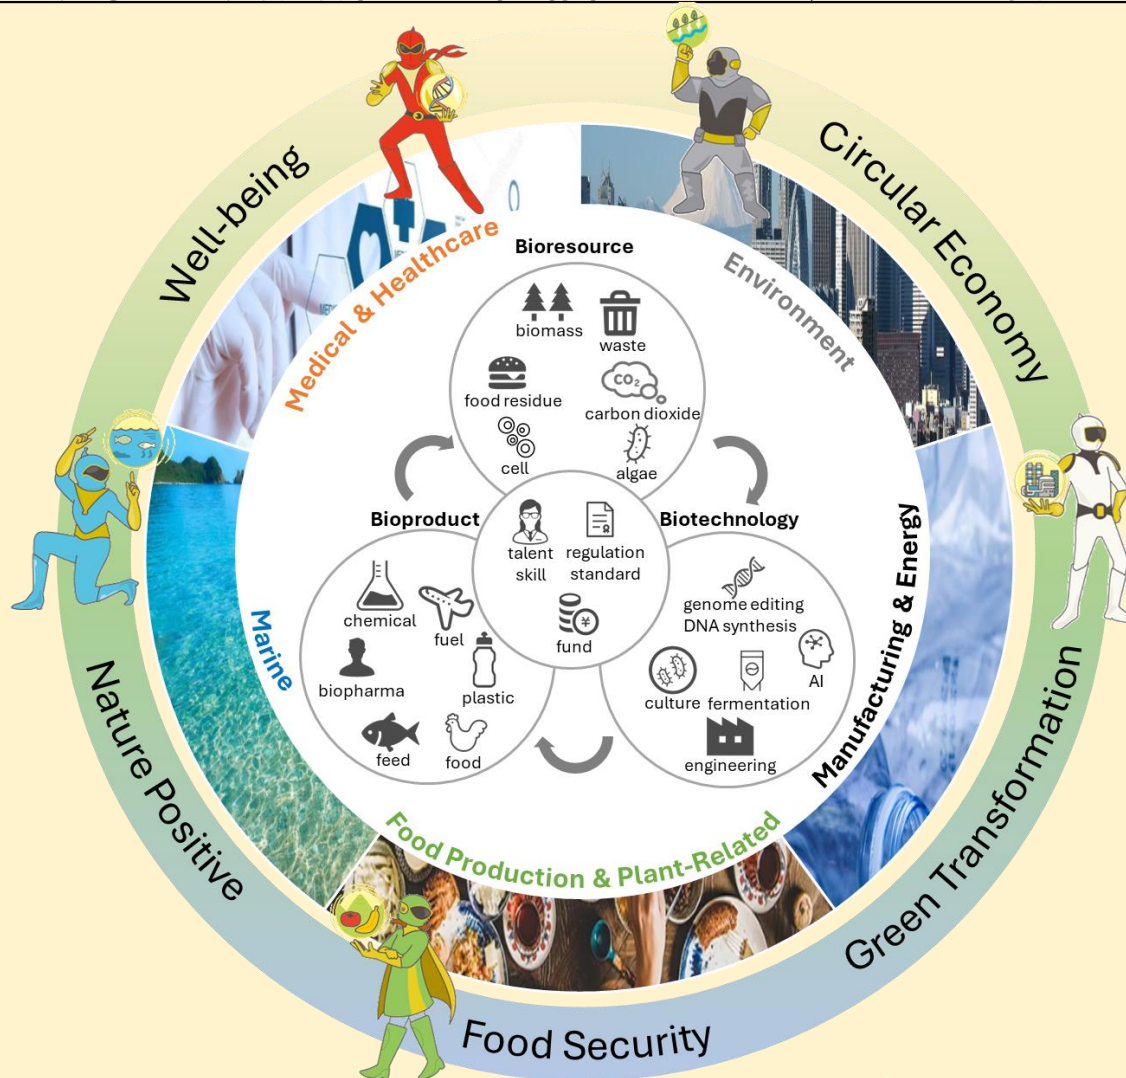 Well-being
Circular Economy
Green Transformation
Food Security
Nature Positive
Medical & Healthcare
Environment
Manufacturing & Energy
Food Production & Plant-Related
Marine
Bioresource
biomass
waste
food residue
CO₂
carbon dioxide
cell
algae
Bioproduct
Biotechnology
talent
skill
regulation
standard
¥
fund
chemical
fuel
biopharma
plastic
feed
food
genome editing
DNA synthesis
AI
culture
fermentation
engineering